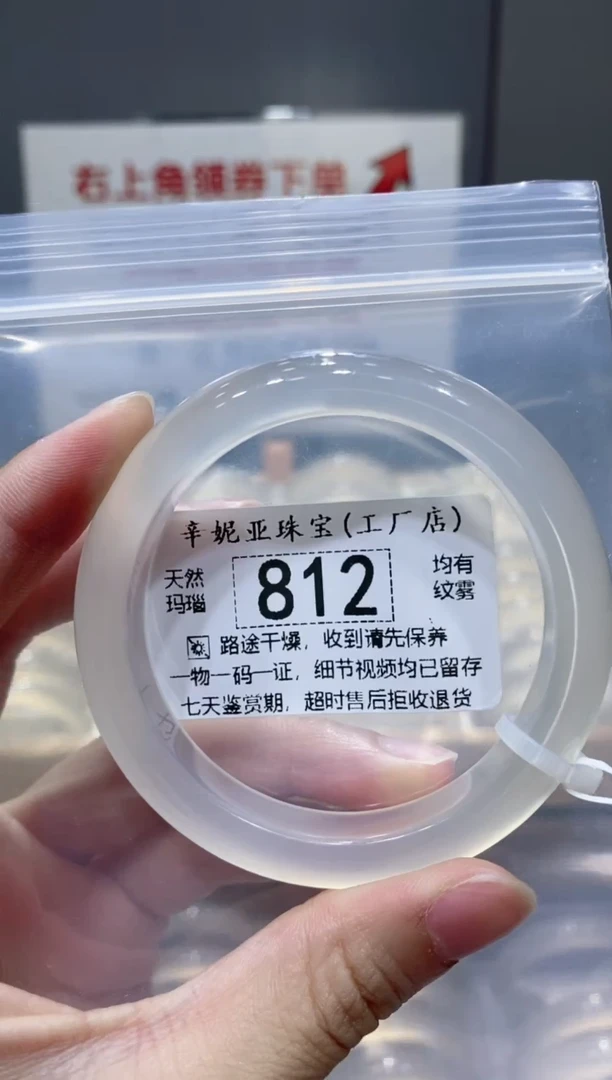 右上角领券下单
辛妮亚珠宝(工厂店)
天然
玛瑙
812
均有
纹雾
路途干燥，收到请先保养
一物一码一证，细节视频均已留存
七天鉴赏期，超时售后拒收退货